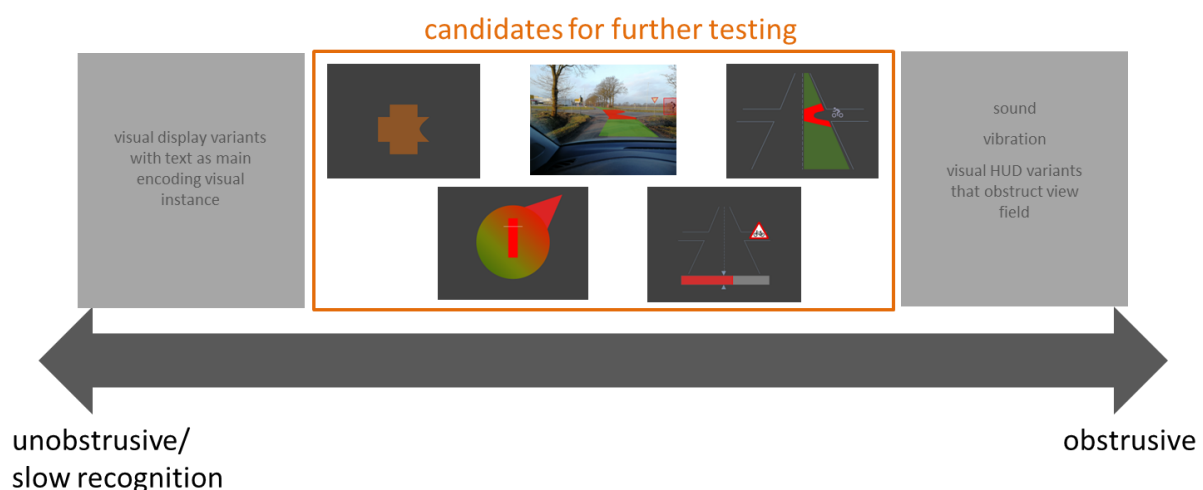 candidates for further testing
visual display variants
with text as main
encoding visual
instance
sound
vibration
visual HUD variants
that obstruct view
field
unobstrusive/
slow recognition
obstrusive